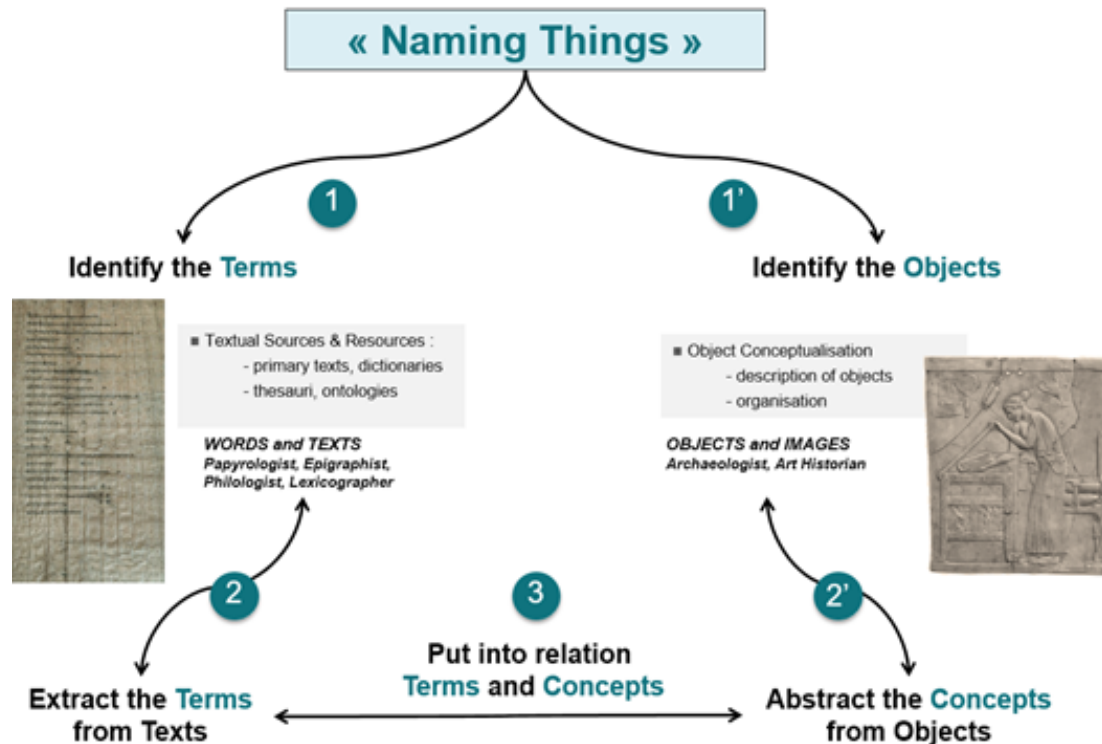 « Naming Things »
1
1’
Identify the Terms
Identify the Objects
■ Textual Sources & Resources :
- primary texts, dictionaries
- thesauri, ontologies
■ Object Conceptualisation
- description of objects
- organisation
WORDS and TEXTS
Papyrologist, Epigraphist,
Philologist, Lexicographer
OBJECTS and IMAGES
Archaeologist, Art Historian
2
3
2’
Put into relation
Terms and Concepts
Extract the Terms
from Texts
Abstract the Concepts
from Objects